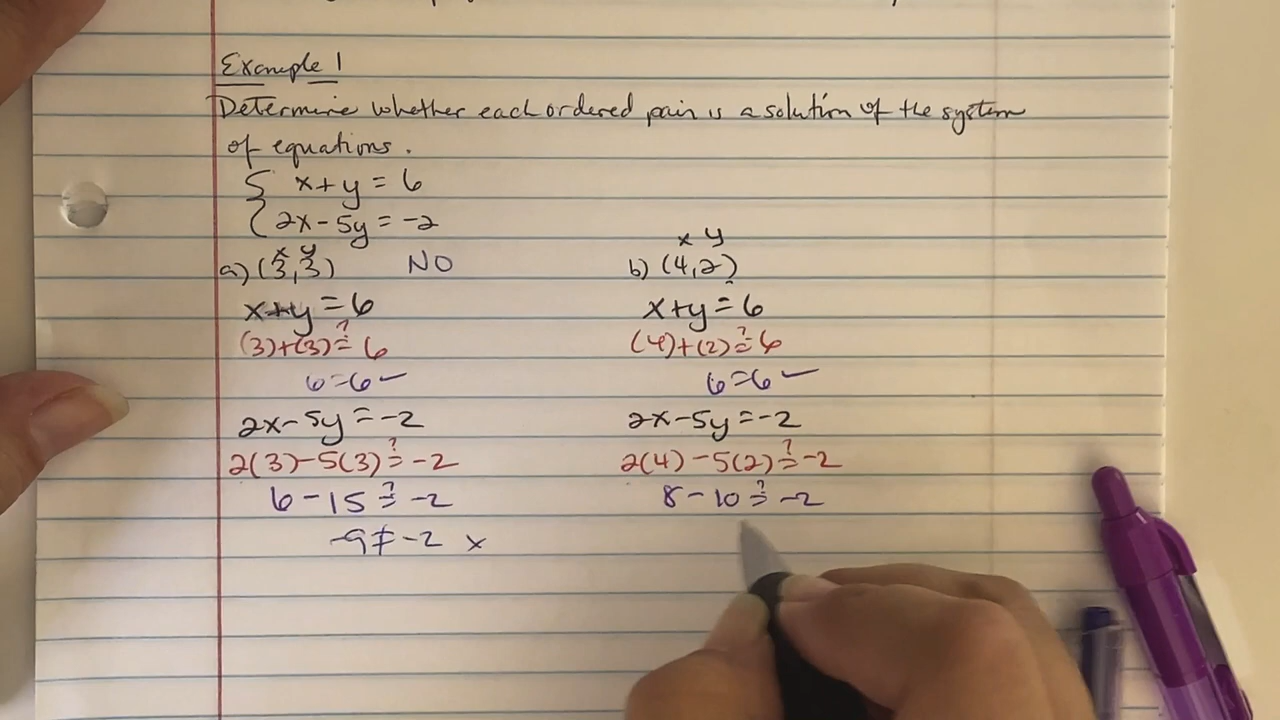 Example 1
Determine whether each ordered pair is a solution of the system
of equations.
{ x+y = 6
2x-5y = -2
x y
a) (3,3) NO
x+y = 6
(3)+(3) ≟ 6
6=6 ✓
2x-5y = -2
2(3)-5(3) ≟ -2
6-15 ≟ -2
-9 ≠ -2 x
x y
b) (4,2)
x+y = 6
(4)+(2) ≟ 6
6=6 ✓
2x-5y = -2
2(4)-5(2) ≟ -2
8-10 ≟ -2